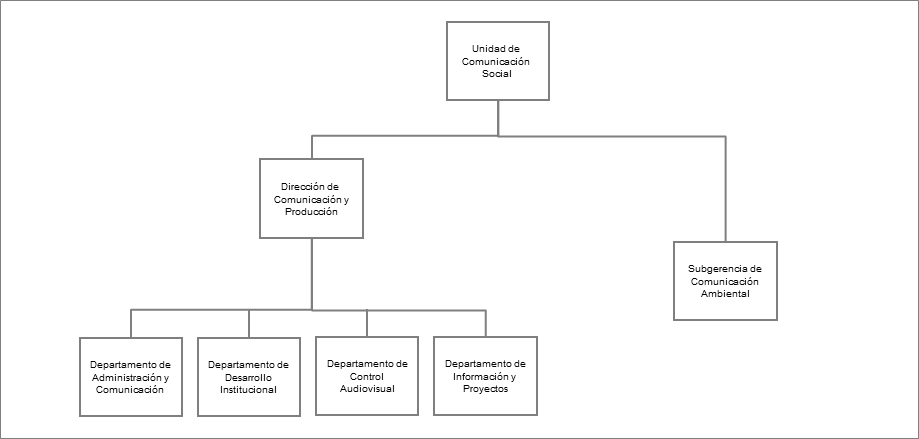 Unidad de
Comunicación
Social
Dirección de
Comunicación y
Producción
Subgerencia de
Comunicación
Ambiental
Departamento de
Administración y
Comunicación
Departamento de
Desarrollo
Institucional
Departamento de
Control
Audiovisual
Departamento de
Información y
Proyectos